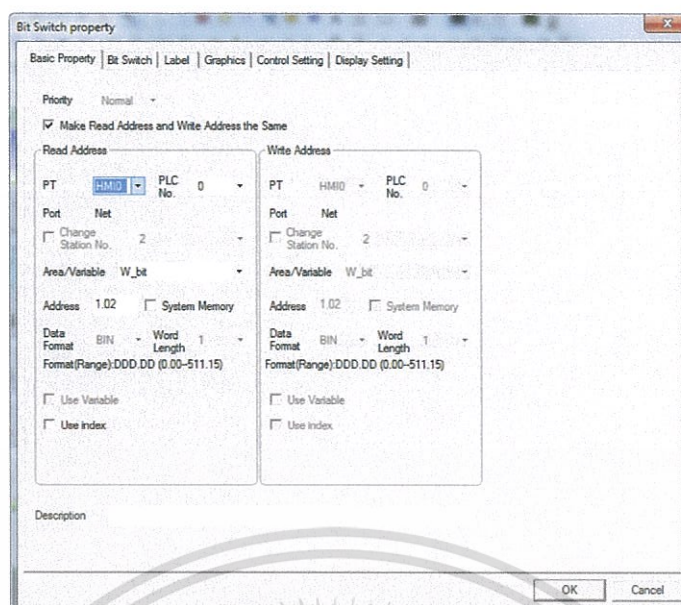 Bit Switch property
Basic Property Bit Switch Label Graphics Control Setting Display Setting
Priority Normal
Make Read Address and Write Address the Same
Read Address
PT HMI0 PLC No. 0
Port Net
Change Station No. 2
Area/Variable W_bit
Address 1.02 System Memory
Data Format BIN Word Length 1
Format(Range):DDD.DD (0.00--511.15)
Use Variable
Use Index
Write Address
PT HMI0 PLC No. 0
Port Net
Change Station No. 2
Area/Variable W_bit
Address 1.02 System Memory
Data Format BIN Word Length 1
Format(Range):DDD.DD (0.00--511.15)
Use Variable
Use Index
Description
OK Cancel